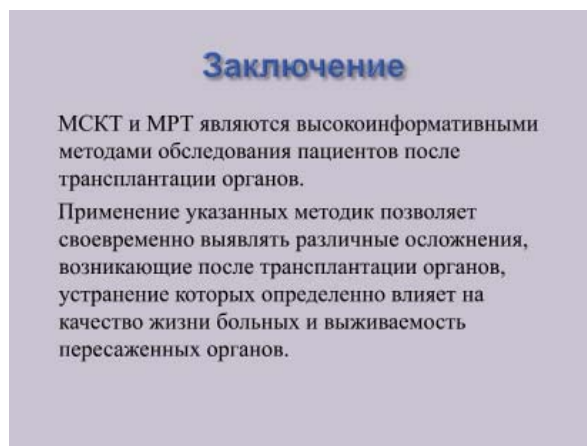 Заключение
МСКТ и МРТ являются высокоинформативными
методами обследования пациентов после
трансплантации органов.
Применение указанных методик позволяет
своевременно выявлять различные осложнения,
возникающие после трансплантации органов,
устранение которых определенно влияет на
качество жизни больных и выживаемость
пересаженных органов.